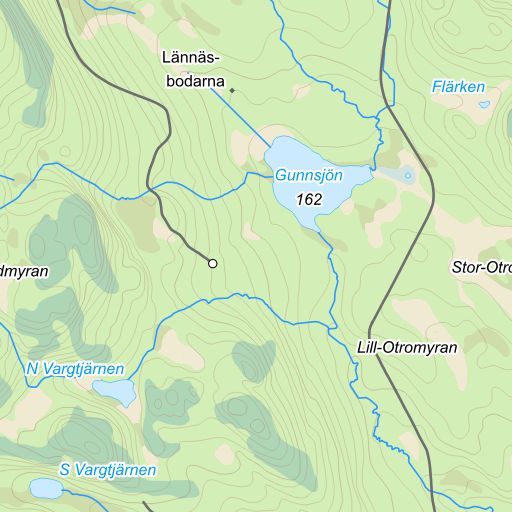 Lännäs-
bodarna
Flärken
Gunnsjön
162
dmyran
Stor-Otro
Lill-Otromyran
N Vargtjärnen
S Vargtjärnen